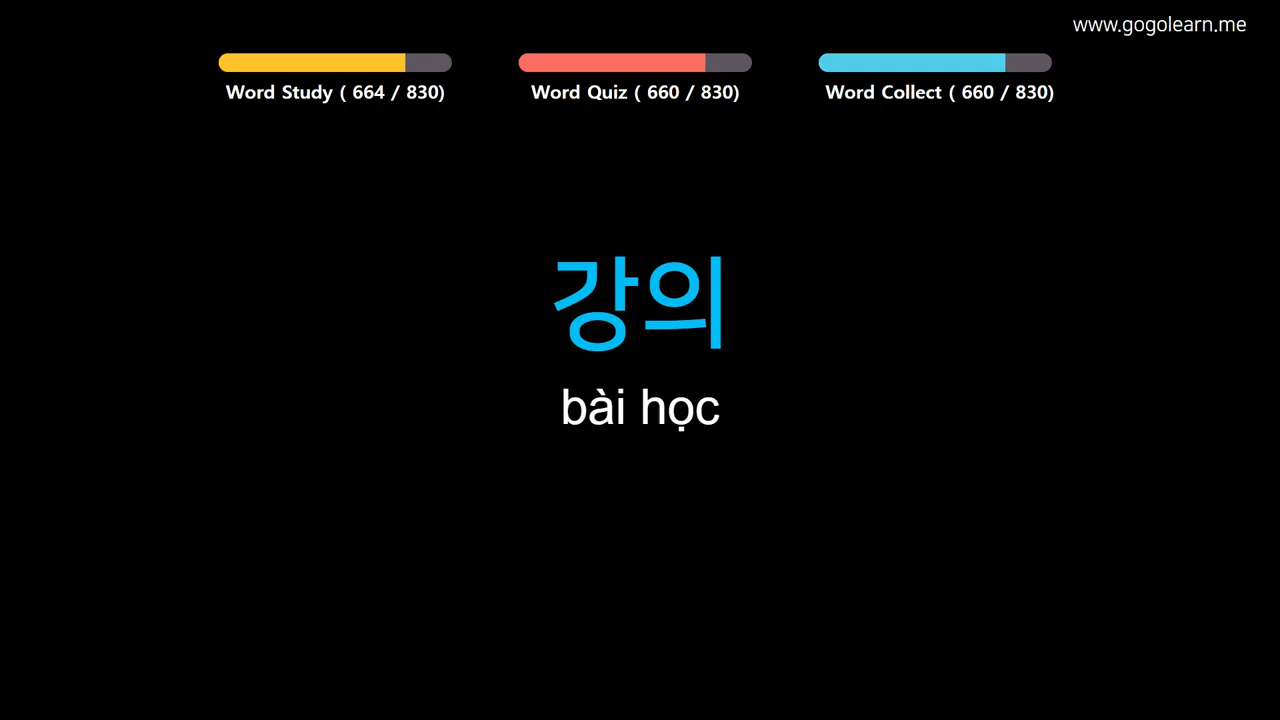 www.gogolearn.me
Word Study ( 664 / 830)
Word Quiz ( 660 / 830)
Word Collect ( 660 / 830)
강의
bài học